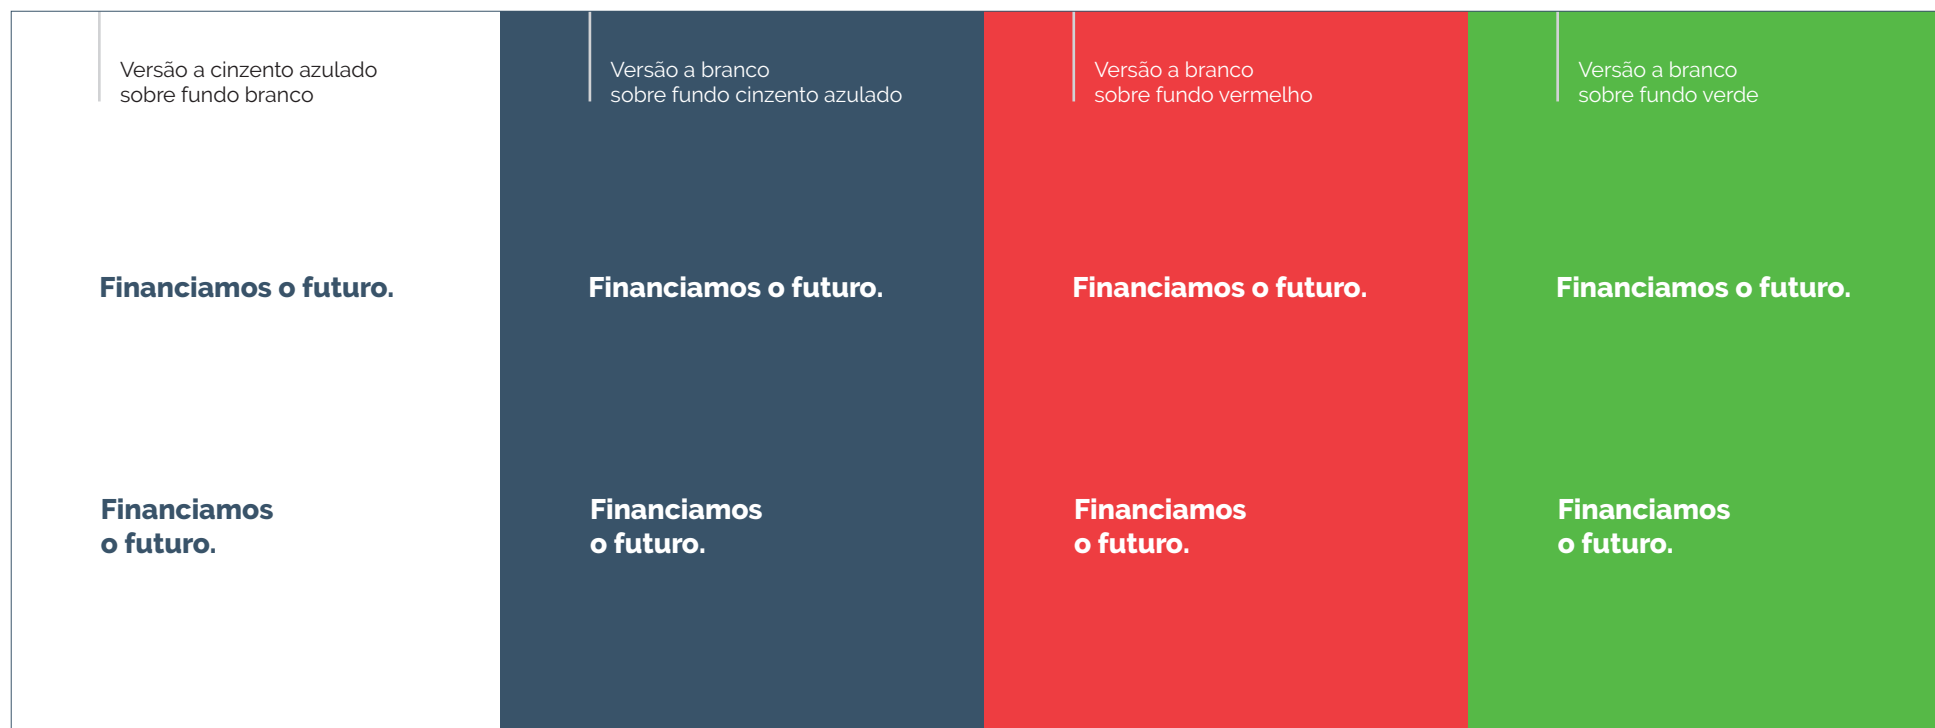 Versão a cinzento azulado
sobre fundo branco
Financiamos o futuro.
Financiamos
o futuro.
Versão a branco
sobre fundo cinzento azulado
Financiamos o futuro.
Financiamos
o futuro.
Versão a branco
sobre fundo vermelho
Financiamos o futuro.
Financiamos
o futuro.
Versão a branco
sobre fundo verde
Financiamos o futuro.
Financiamos
o futuro.